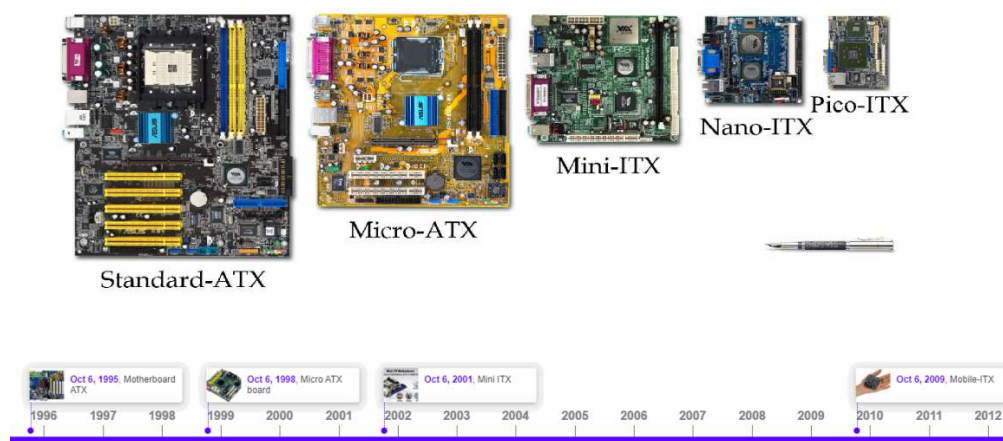 Standard-ATX
Micro-ATX
Mini-ITX
Nano-ITX
Pico-ITX
Oct 6, 1995, Motherboard
ATX
Oct 6, 1998, Micro ATX
board
Oct 6, 2001, Mini ITX
Oct 6, 2009, Mobile-ITX
1996 1997 1998 1999 2000 2001 2002 2003 2004 2005 2006 2007 2008 2009 2010 2011 2012